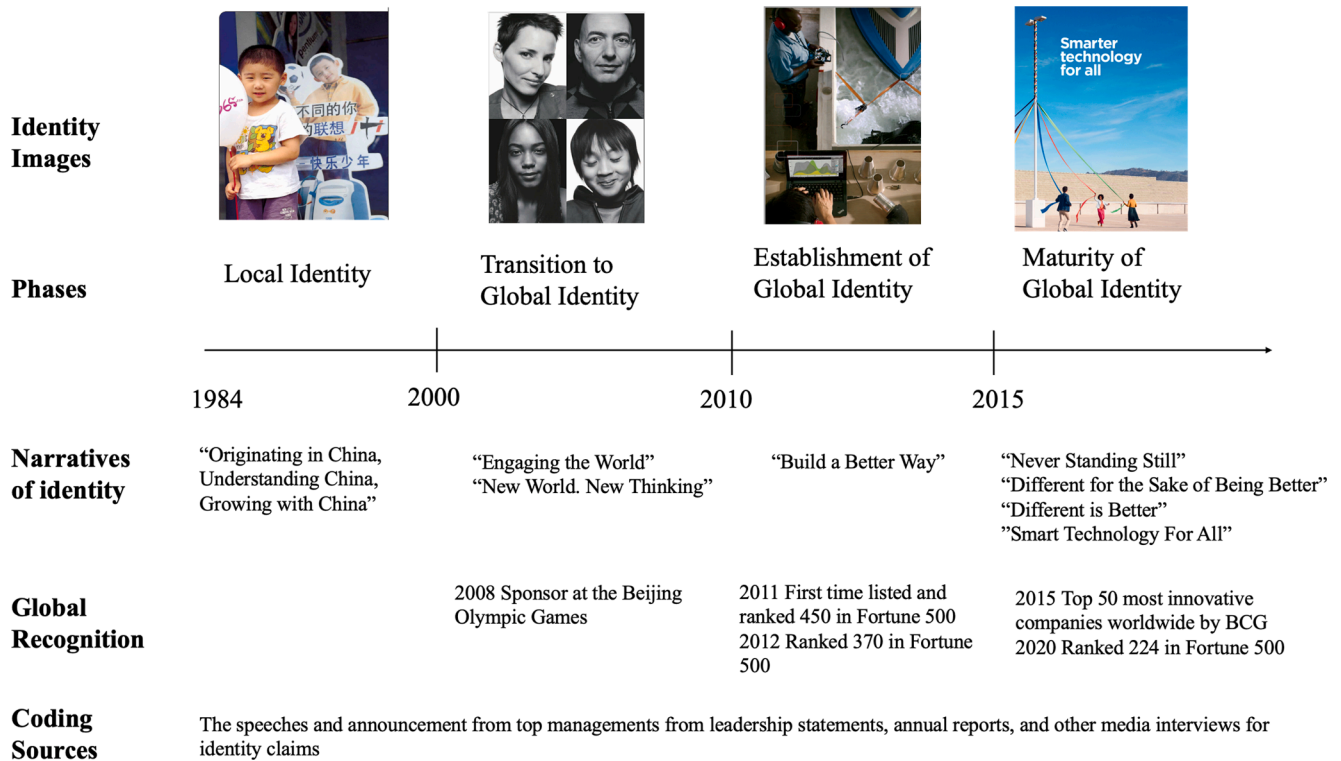 Identity
Images
pentium
不同的你
的联想
快乐少年
Smarter
technology
for all
Phases
Local Identity
Transition to
Global Identity
Establishment of
Global Identity
Maturity of
Global Identity
1984
2000
2010
2015
Narratives
of identity
“Originating in China,
Understanding China,
Growing with China”
“Engaging the World”
“New World. New Thinking”
“Build a Better Way”
“Never Standing Still”
“Different for the Sake of Being Better”
“Different is Better”
”Smart Technology For All”
Global
Recognition
2008 Sponsor at the Beijing
Olympic Games
2011 First time listed and
ranked 450 in Fortune 500
2012 Ranked 370 in Fortune
500
2015 Top 50 most innovative
companies worldwide by BCG
2020 Ranked 224 in Fortune 500
Coding
Sources
The speeches and announcement from top managements from leadership statements, annual reports, and other media interviews for
identity claims